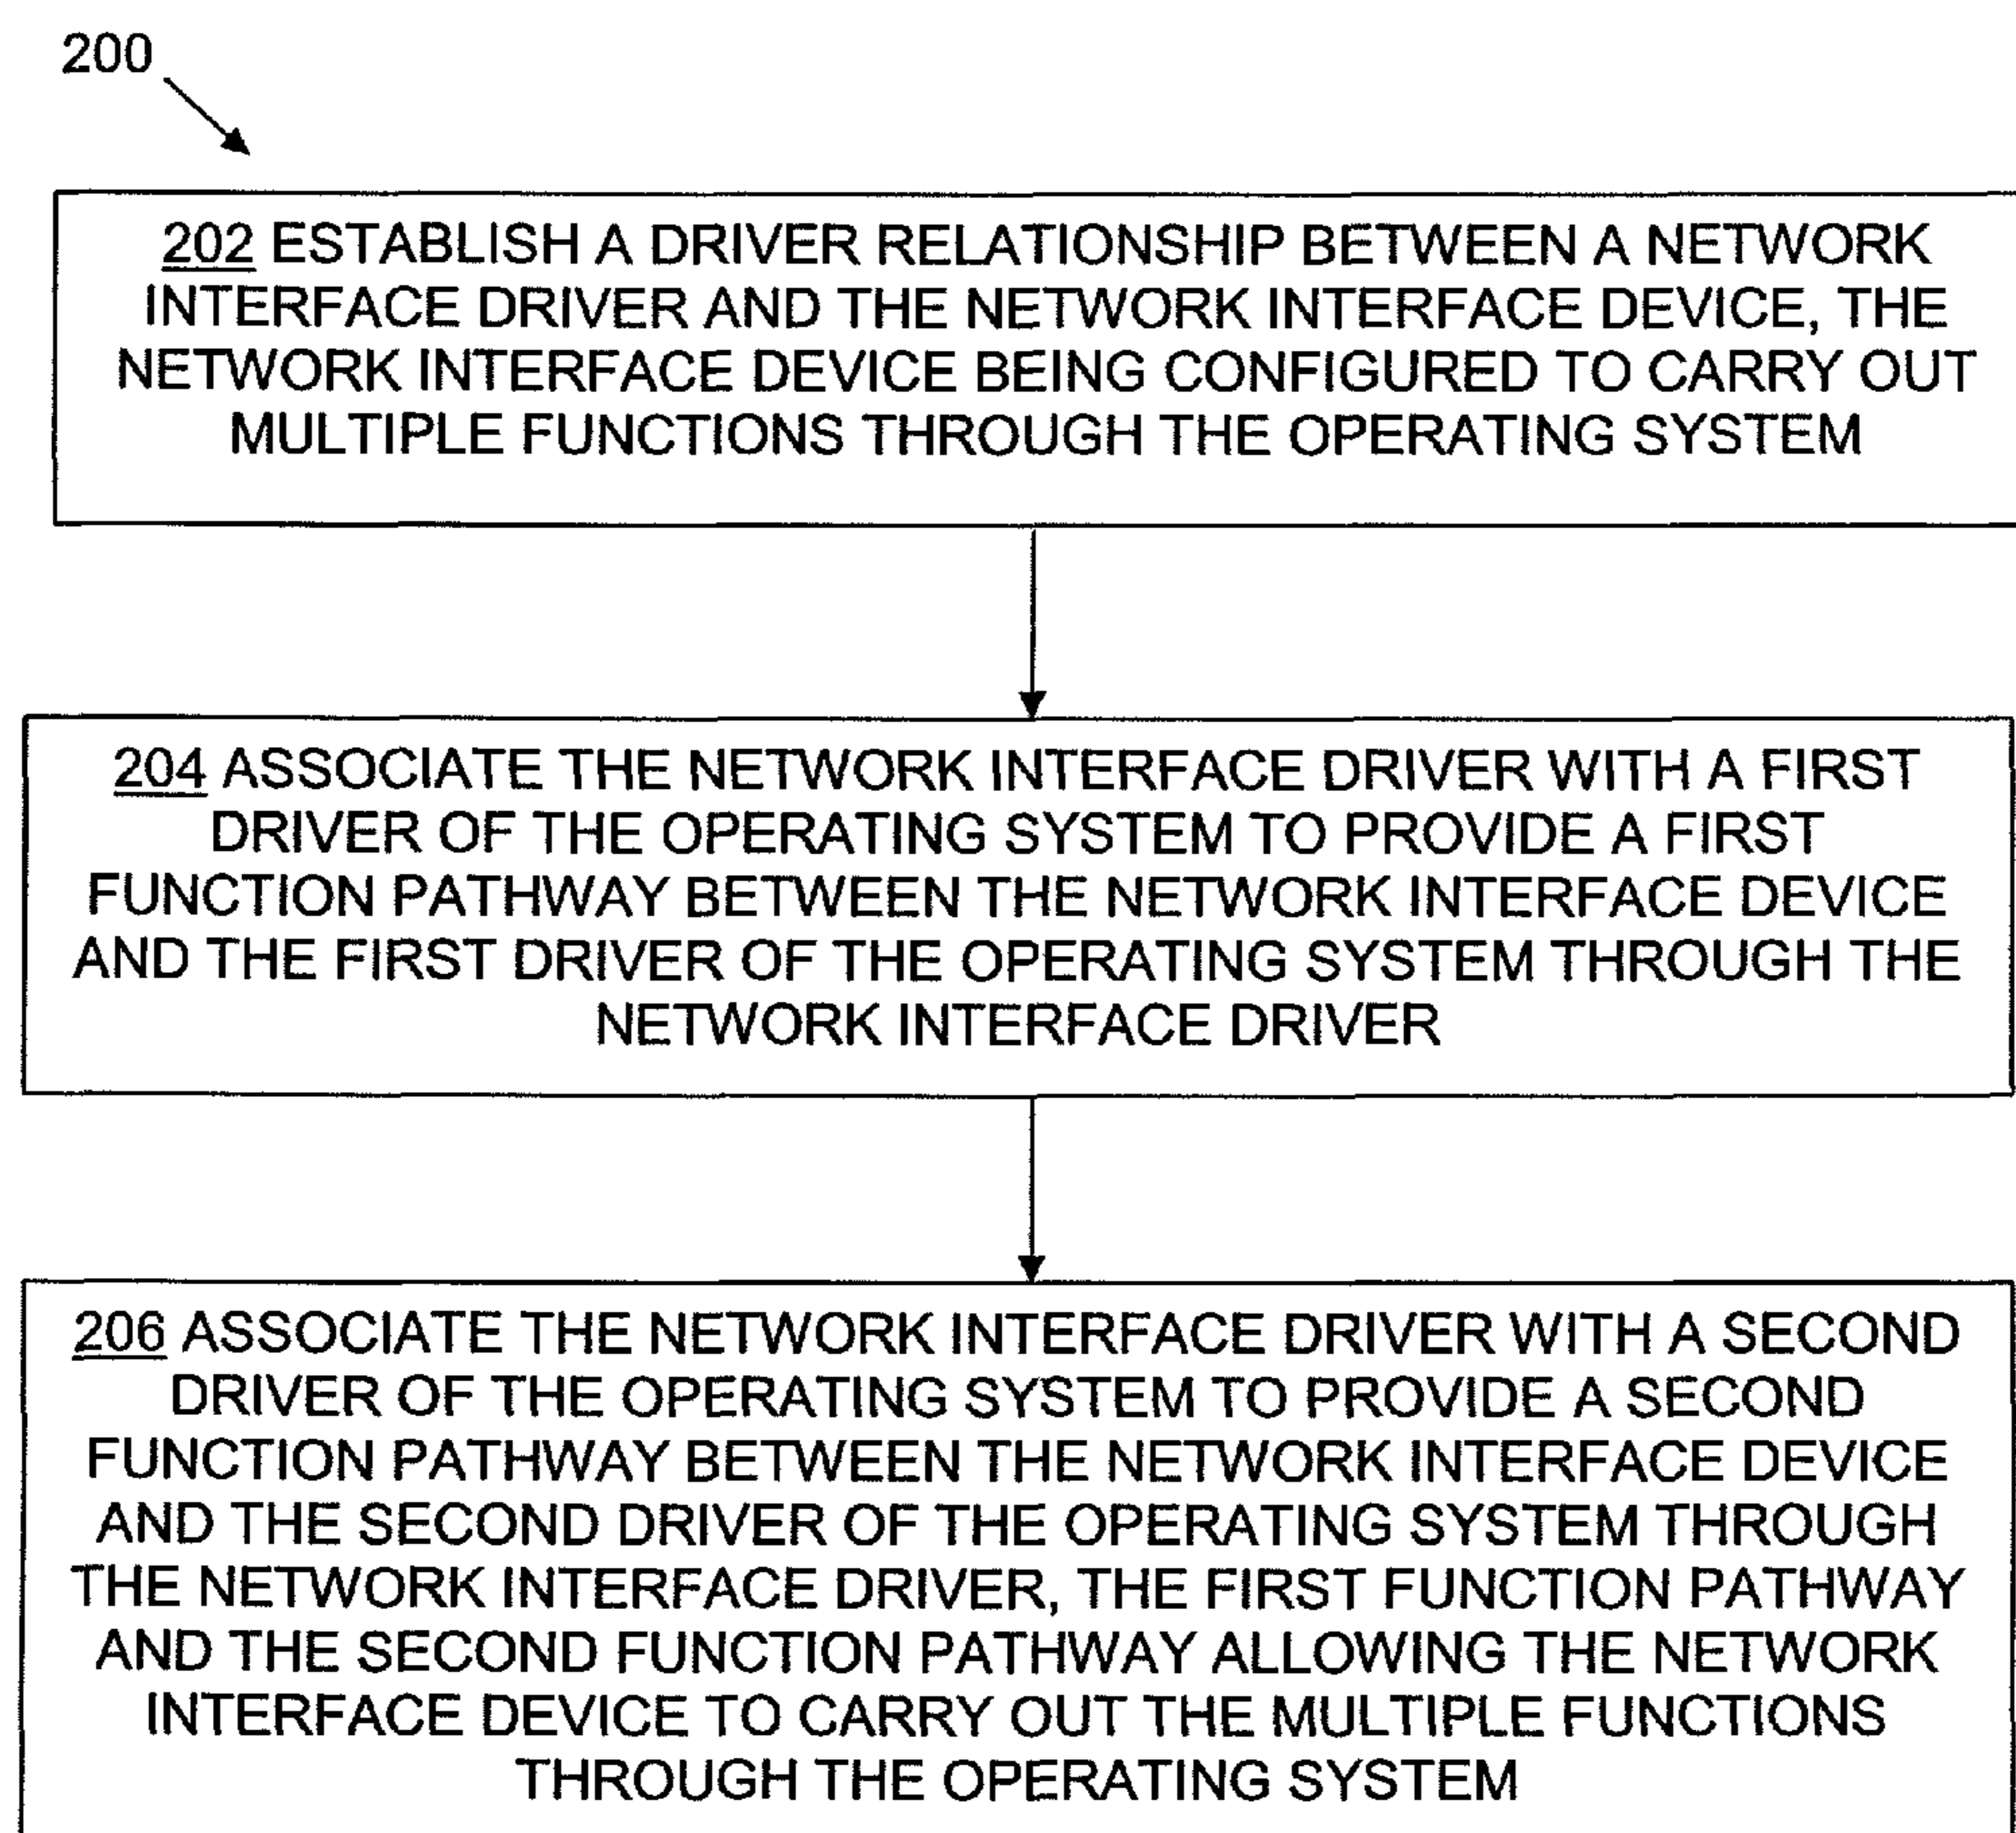 200
202 ESTABLISH A DRIVER RELATIONSHIP BETWEEN A NETWORK
INTERFACE DRIVER AND THE NETWORK INTERFACE DEVICE, THE
NETWORK INTERFACE DEVICE BEING CONFIGURED TO CARRY OUT
MULTIPLE FUNCTIONS THROUGH THE OPERATING SYSTEM
204 ASSOCIATE THE NETWORK INTERFACE DRIVER WITH A FIRST
DRIVER OF THE OPERATING SYSTEM TO PROVIDE A FIRST
FUNCTION PATHWAY BETWEEN THE NETWORK INTERFACE DEVICE
AND THE FIRST DRIVER OF THE OPERATING SYSTEM THROUGH THE
NETWORK INTERFACE DRIVER
206 ASSOCIATE THE NETWORK INTERFACE DRIVER WITH A SECOND
DRIVER OF THE OPERATING SYSTEM TO PROVIDE A SECOND
FUNCTION PATHWAY BETWEEN THE NETWORK INTERFACE DEVICE
AND THE SECOND DRIVER OF THE OPERATING SYSTEM THROUGH
THE NETWORK INTERFACE DRIVER, THE FIRST FUNCTION PATHWAY
AND THE SECOND FUNCTION PATHWAY ALLOWING THE NETWORK
INTERFACE DEVICE TO CARRY OUT THE MULTIPLE FUNCTIONS
THROUGH THE OPERATING SYSTEM